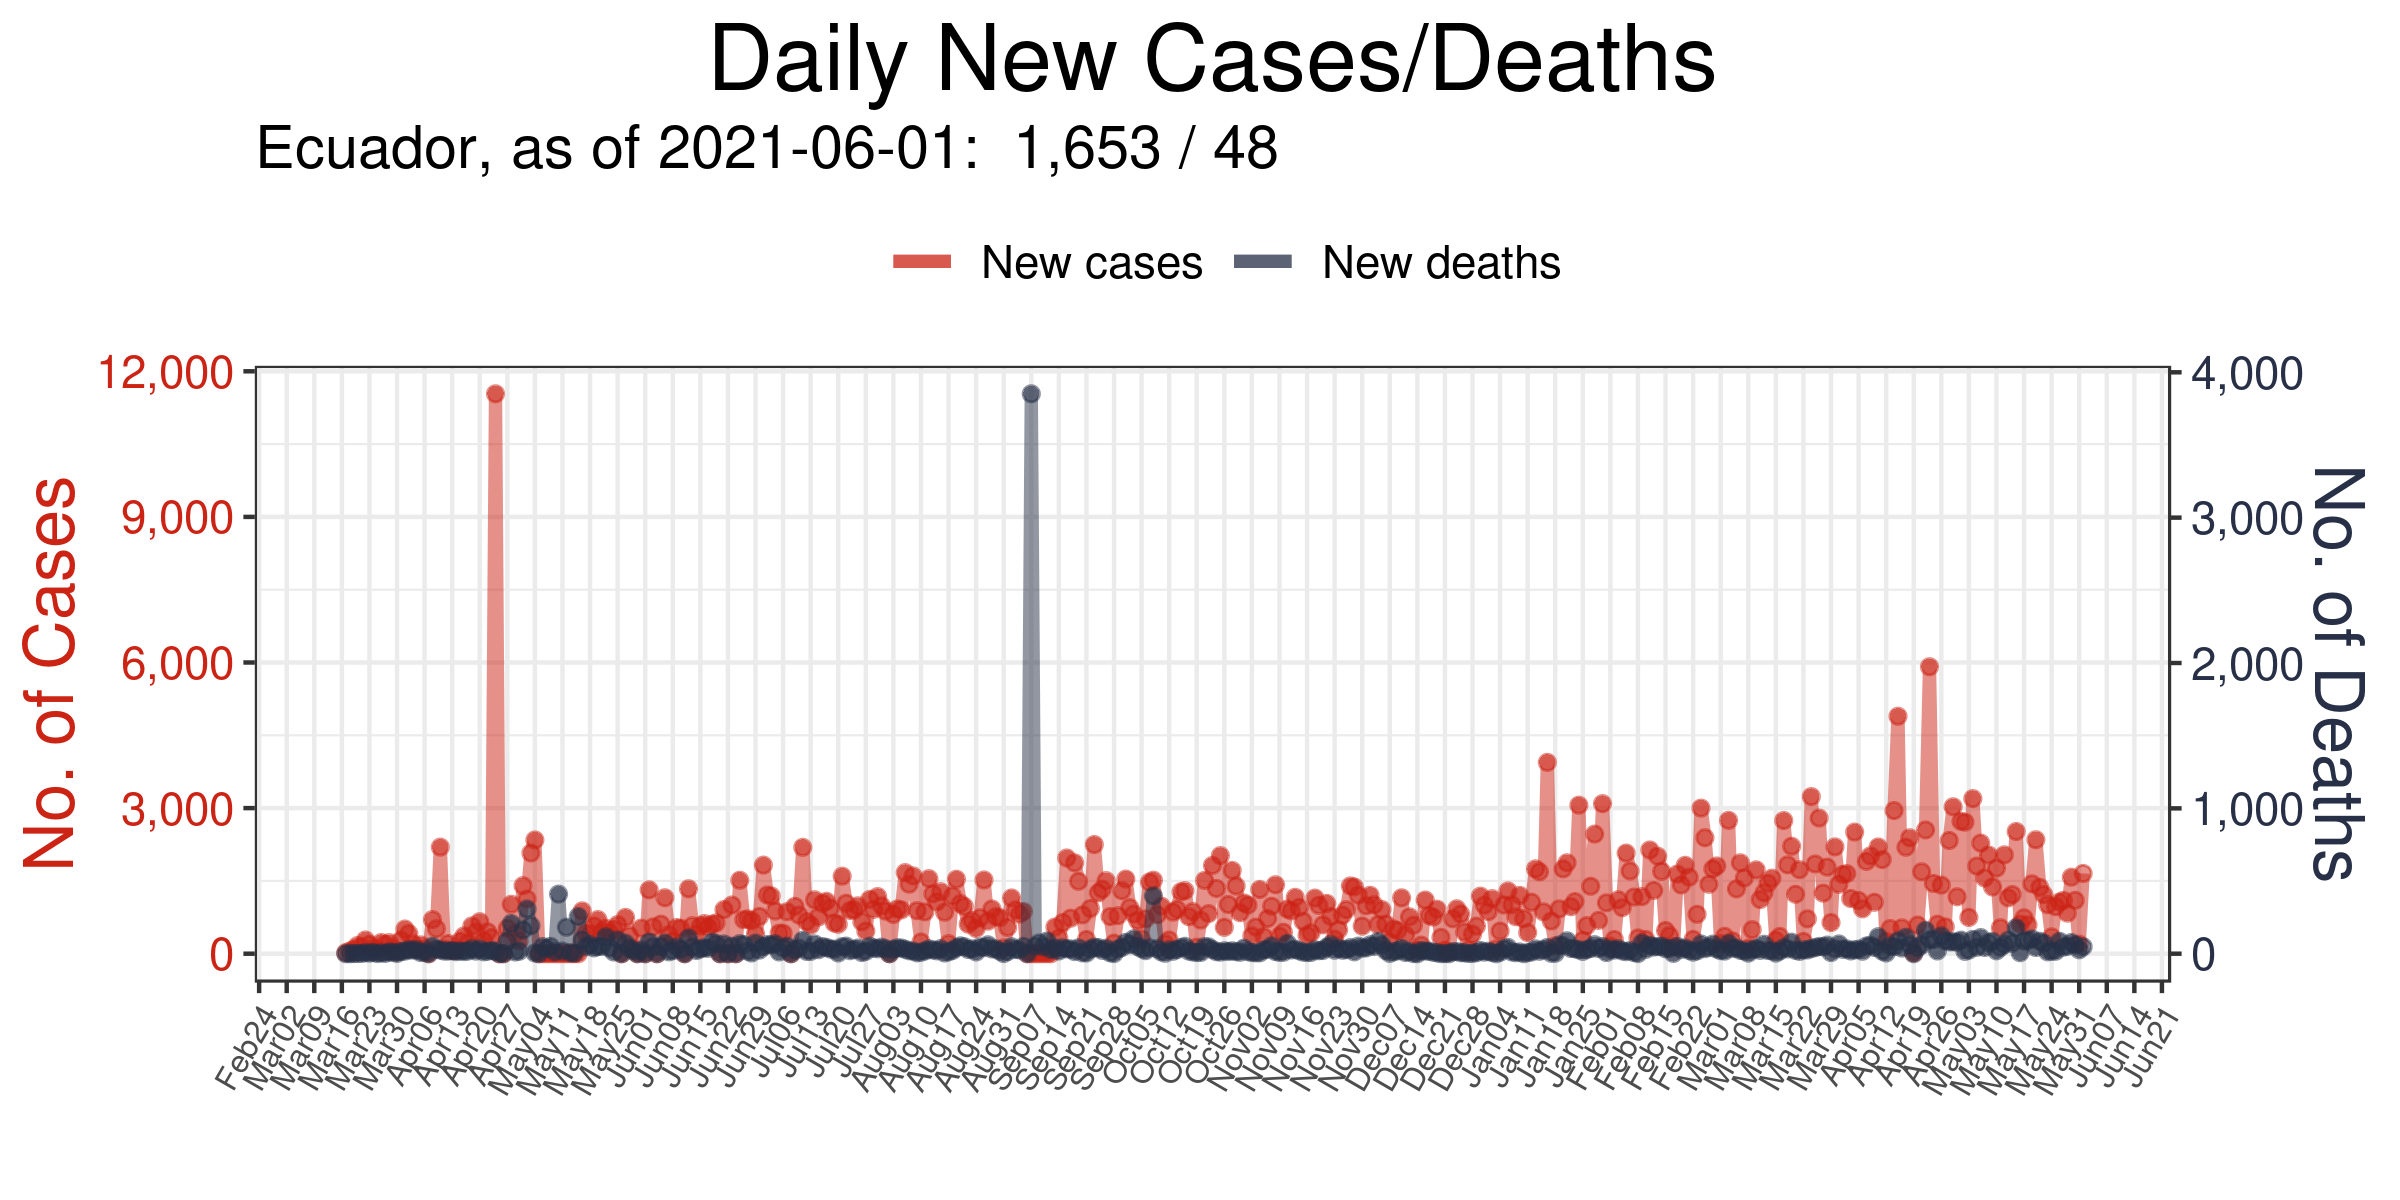 Daily New Cases/Deaths
Ecuador, as of 2021-06-01:  1,653 / 48
New cases New deaths
No. of Cases
12,000
9,000
6,000
3,000
0
4,000
3,000
2,000
1,000
0
No. of Deaths
Feb24
Mar02
Mar09
Mar16
Mar23
Mar30
Apr06
Apr13
Apr20
Apr27
May04
May11
May18
May25
Jun01
Jun08
Jun15
Jun22
Jun29
Jul06
Jul13
Jul20
Jul27
Aug03
Aug10
Aug17
Aug24
Aug31
Sep07
Sep14
Sep21
Sep28
Oct05
Oct12
Oct19
Oct26
Nov02
Nov09
Nov16
Nov23
Nov30
Dec07
Dec14
Dec21
Dec28
Jan04
Jan11
Jan18
Jan25
Feb01
Feb08
Feb15
Feb22
Mar01
Mar08
Mar15
Mar22
Mar29
Apr05
Apr12
Apr19
Apr26
May03
May10
May17
May24
May31
Jun07
Jun14
Jun21